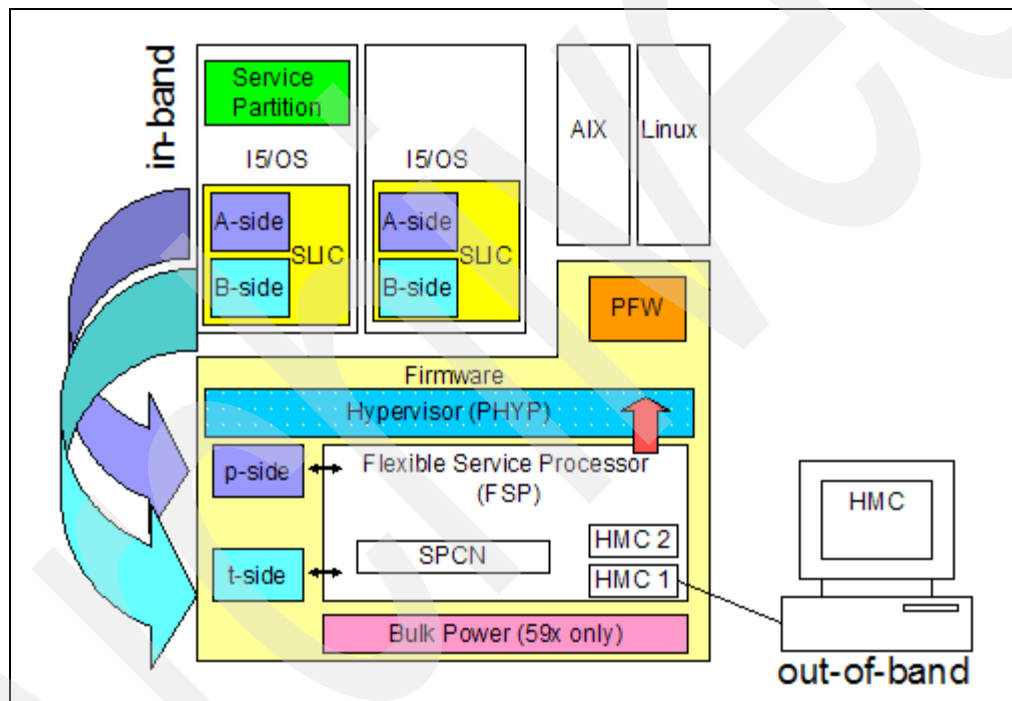 in-band
Service
Partition
I5/OS
I5/OS
AIX
Linux
A-side
SLIC
B-side
A-side
SLIC
B-side
PFW
Firmware
Hypervisor (PHYP)
p-side
Flexible Service Processor
(FSP)
HMC
SPCN
HMC 2
t-side
HMC 1
Bulk Power (59x only)
out-of-band